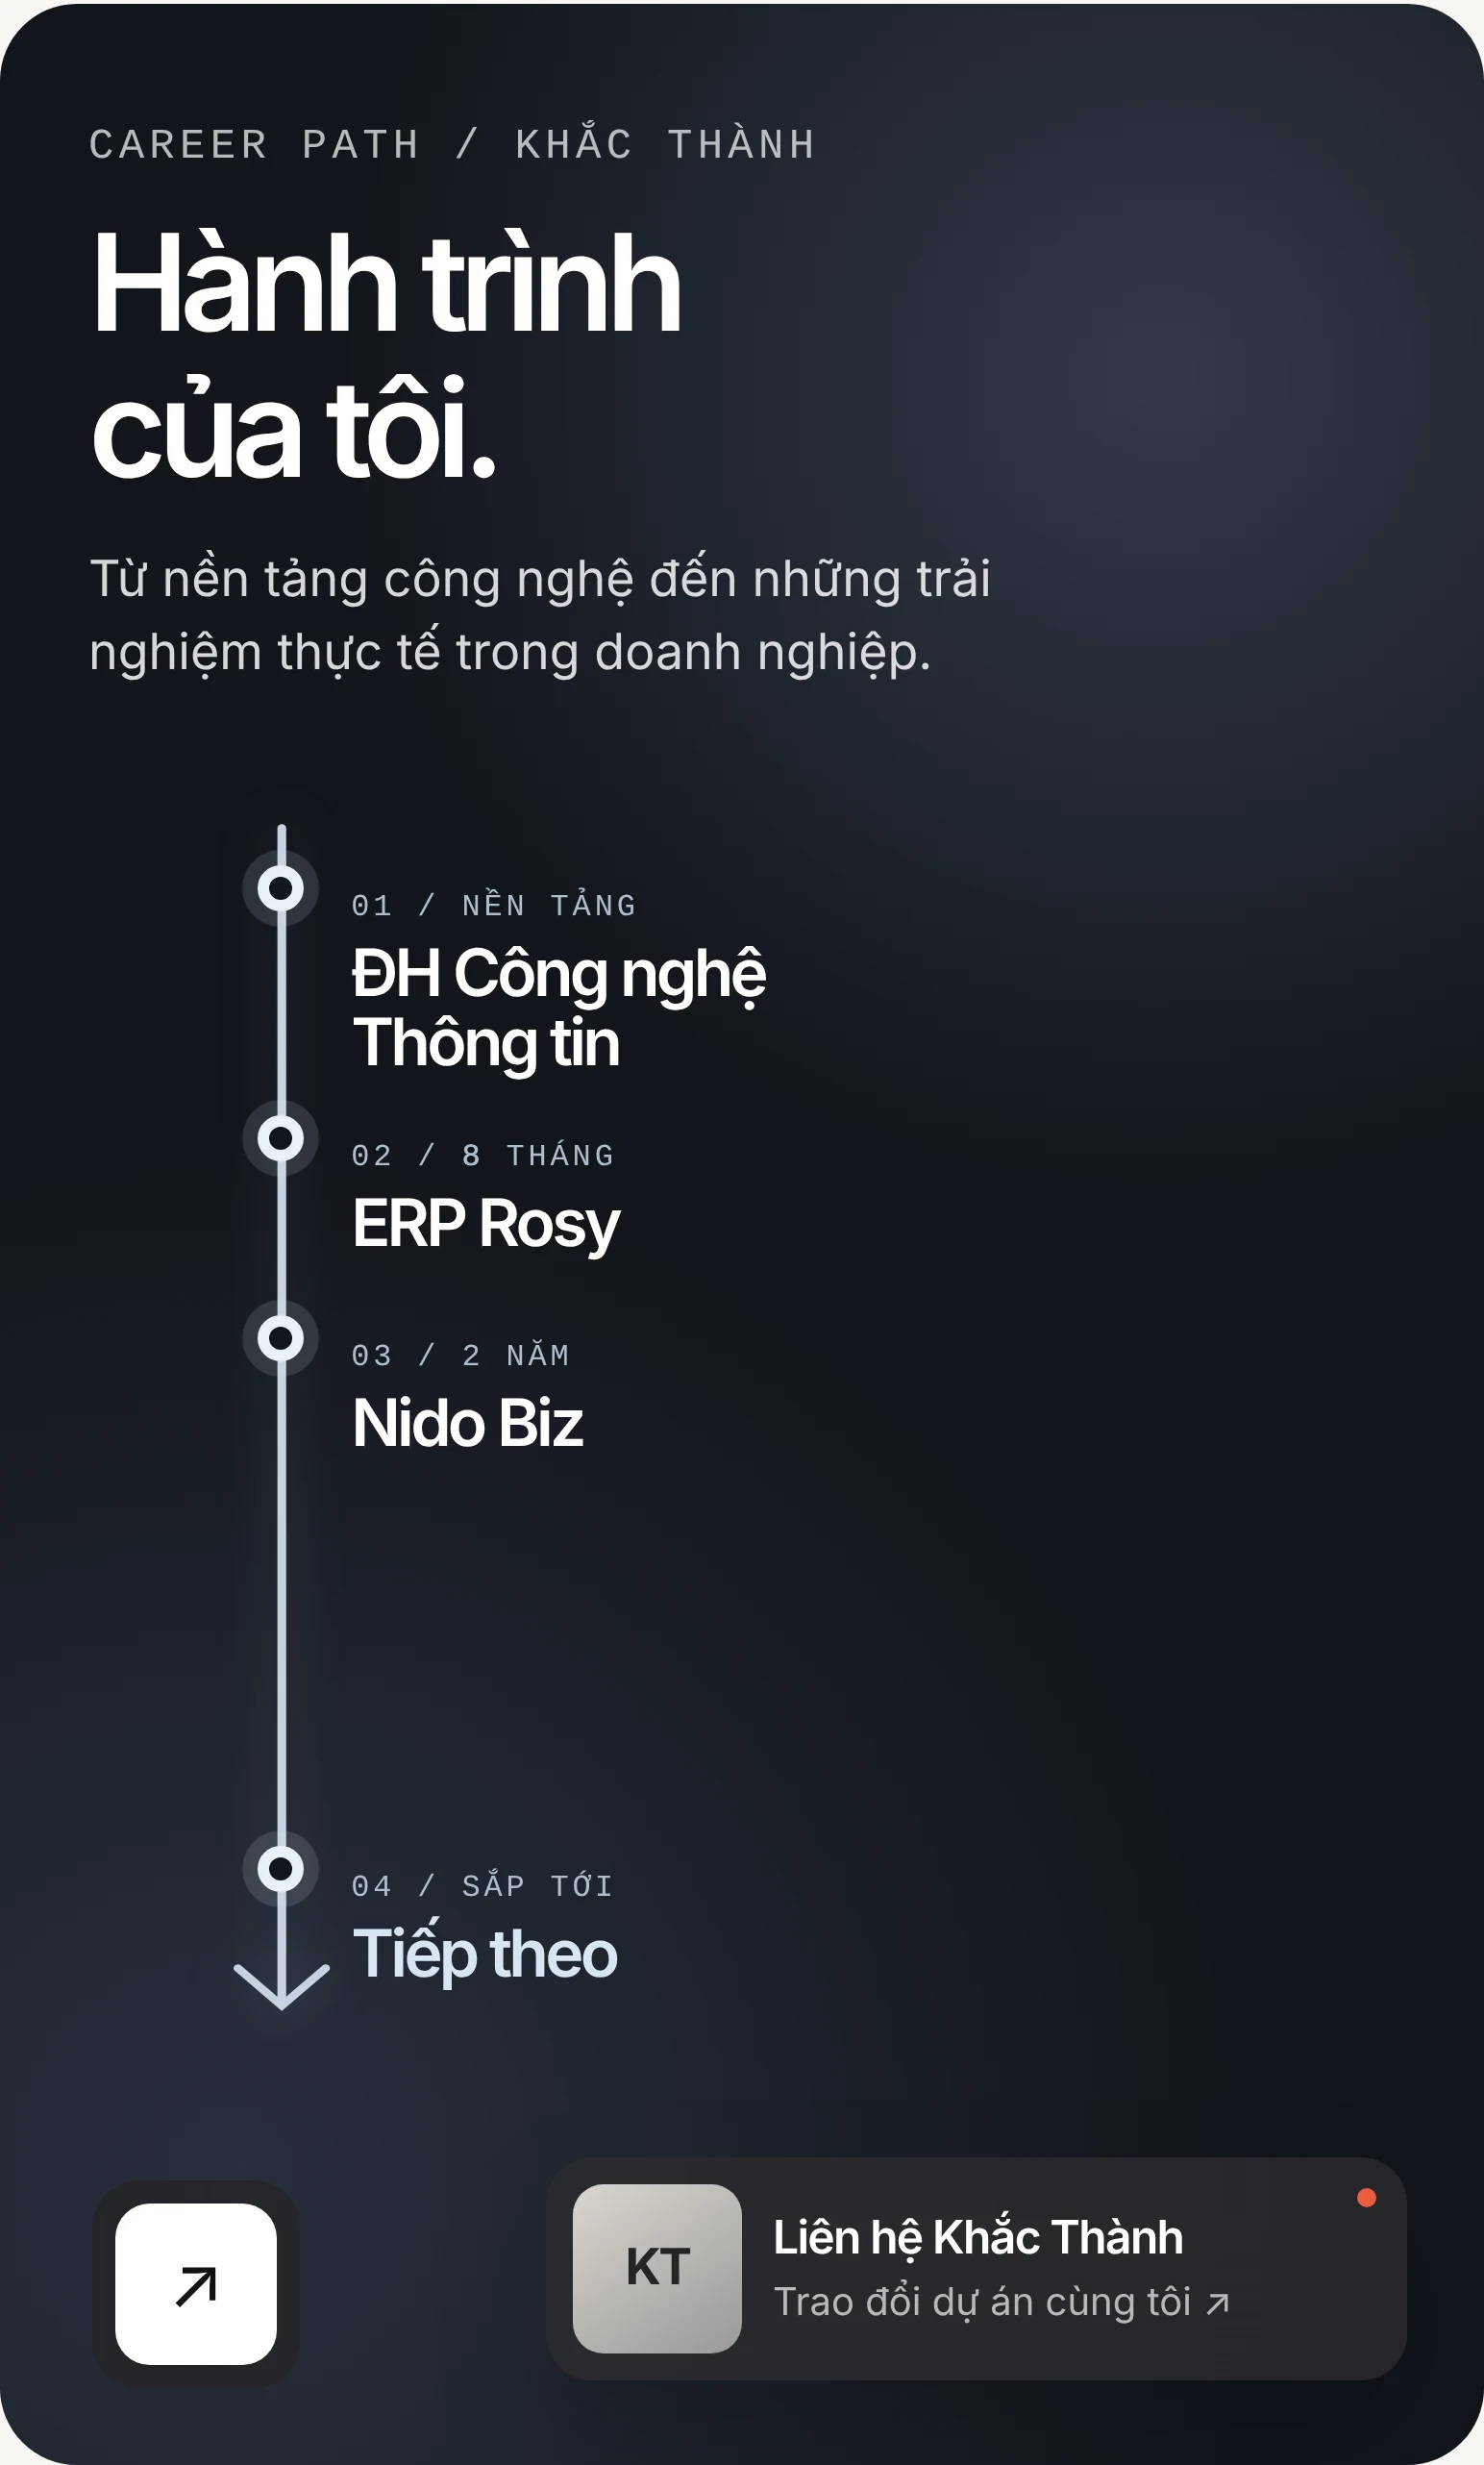 CAREER PATH / KHẮC THÀNH
Hành trình
của tôi.
Từ nền tảng công nghệ đến những trải
nghiệm thực tế trong doanh nghiệp.
01 / NỀN TẢNG
ĐH Công nghệ
Thông tin
02 / 8 THÁNG
ERP Rosy
03 / 2 NĂM
Nido Biz
04 / SẮP TỚI
Tiếp theo
KT
Liên hệ Khắc Thành
Trao đổi dự án cùng tôi ↗